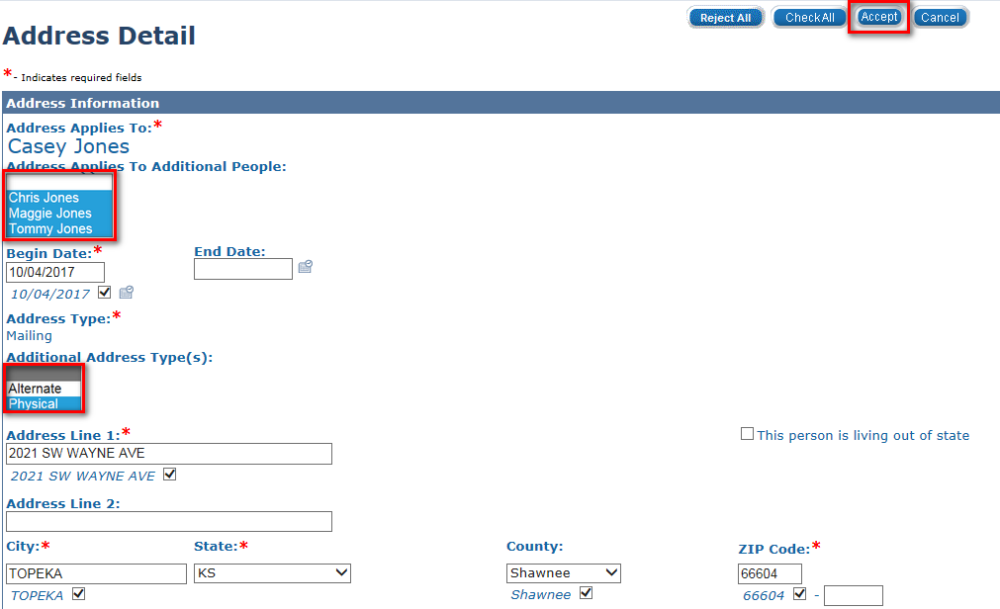 Reject All Check All Accept Cancel
Address Detail
*- Indicates required fields
Address Information
Address Applies To:*
Casey Jones
Address Applies To Additional People:
Chris Jones
Maggie Jones
Tommy Jones
Begin Date:* End Date:
10/04/2017
10/04/2017
Address Type:*
Mailing
Additional Address Type(s):
Alternate
Physical
Address Line 1:* This person is living out of state
2021 SW WAYNE AVE
2021 SW WAYNE AVE
Address Line 2:
City:* State:* County: ZIP Code:*
TOPEKA KS Shawnee 66604
TOPEKA Shawnee 66604 -